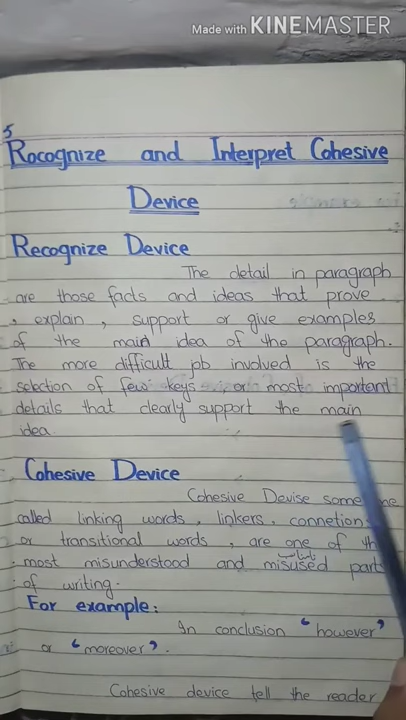 Made with KINEMASTER
5
Rocognize and Interpret Cohesive
Device
Recognize Device
The detail in paragraph
are those facts and ideas that prove
, explain, support or give examples
of the main idea of the paragraph.
The more difficult job involved is the
selection of few keys or most important
details that clearly support the main
idea.
Cohesive Device
Cohesive Devise some
called linking words, linkers, connetion
or transitional words, are one of
most misunderstood and misused part
of writing.
For example:
In conclusion "however"
or "moreover".
Cohesive device tell the reader